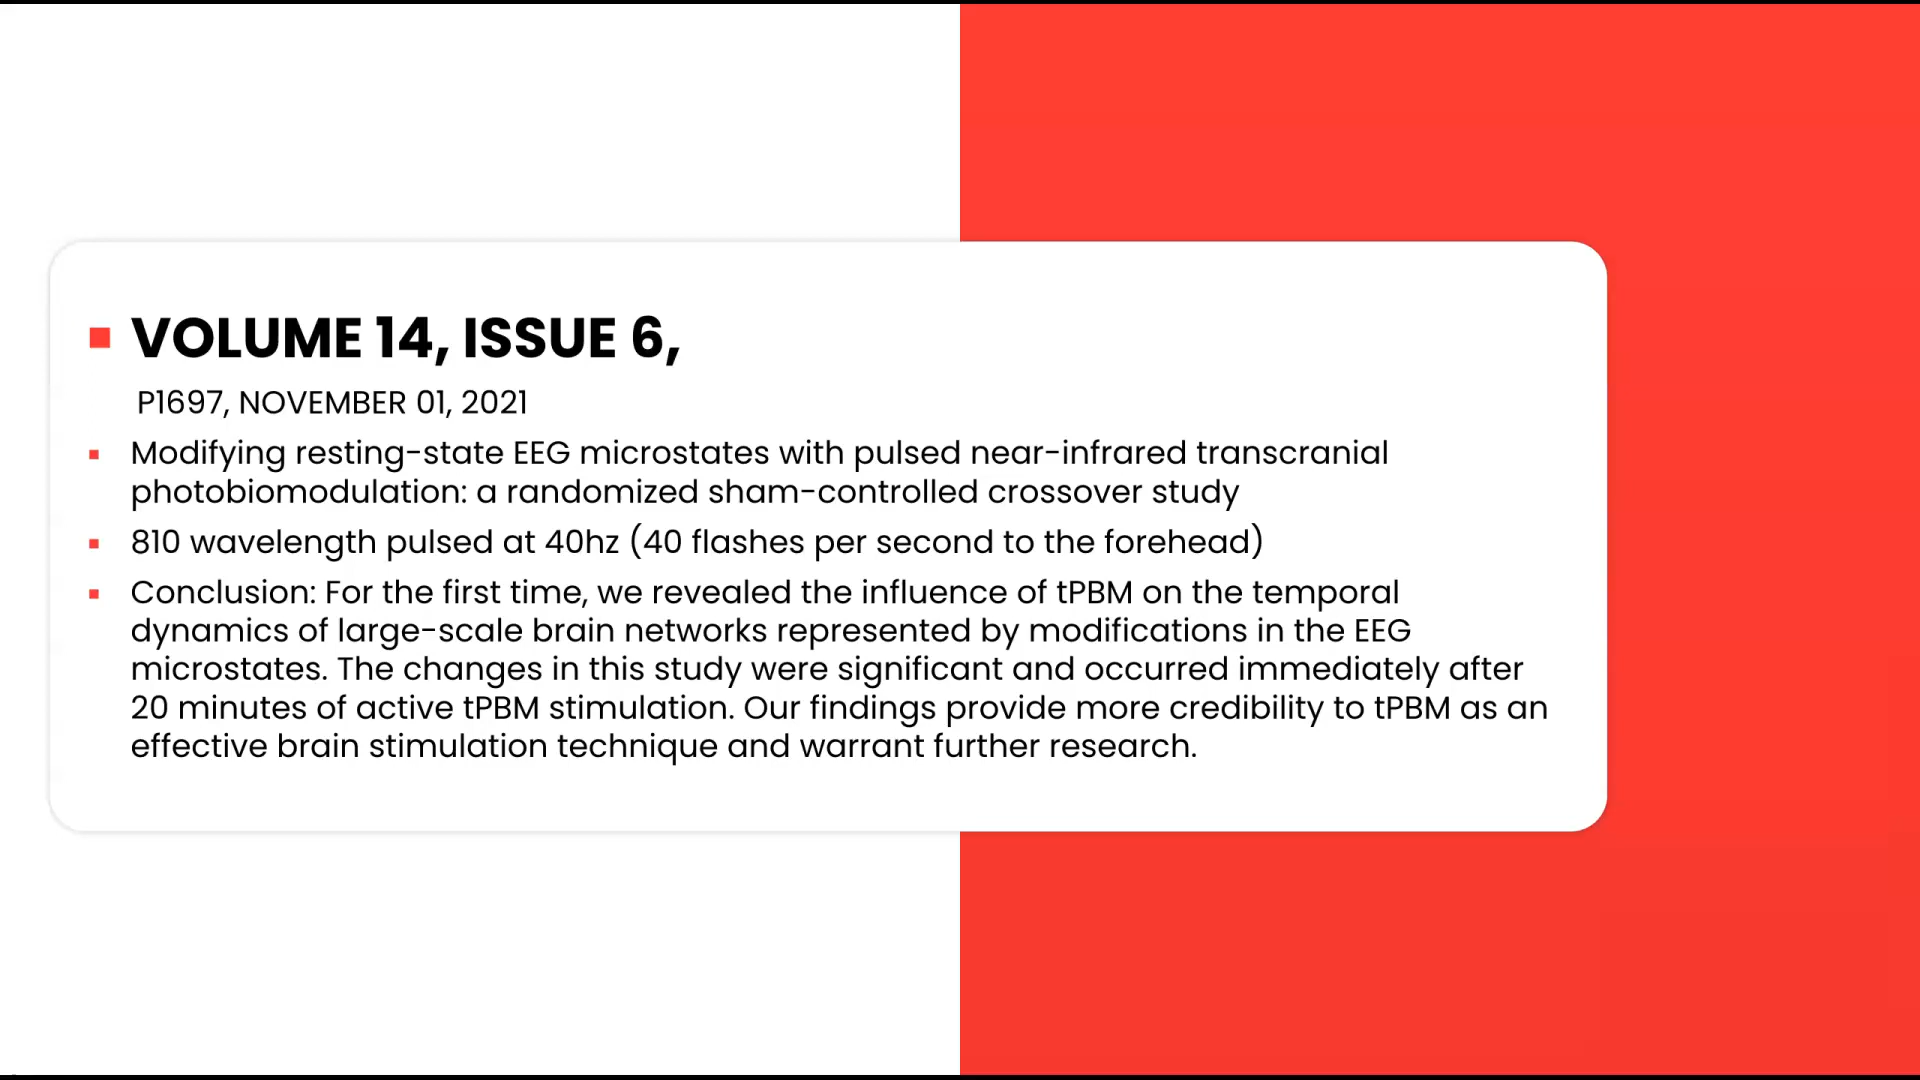 VOLUME 14, ISSUE 6,
P1697, NOVEMBER 01, 2021
Modifying resting-state EEG microstates with pulsed near-infrared transcranial
photobiomodulation: a randomized sham-controlled crossover study
810 wavelength pulsed at 40hz (40 flashes per second to the forehead)
Conclusion: For the first time, we revealed the influence of tPBM on the temporal
dynamics of large-scale brain networks represented by modifications in the EEG
microstates. The changes in this study were significant and occurred immediately after
20 minutes of active tPBM stimulation. Our findings provide more credibility to tPBM as an
effective brain stimulation technique and warrant further research.